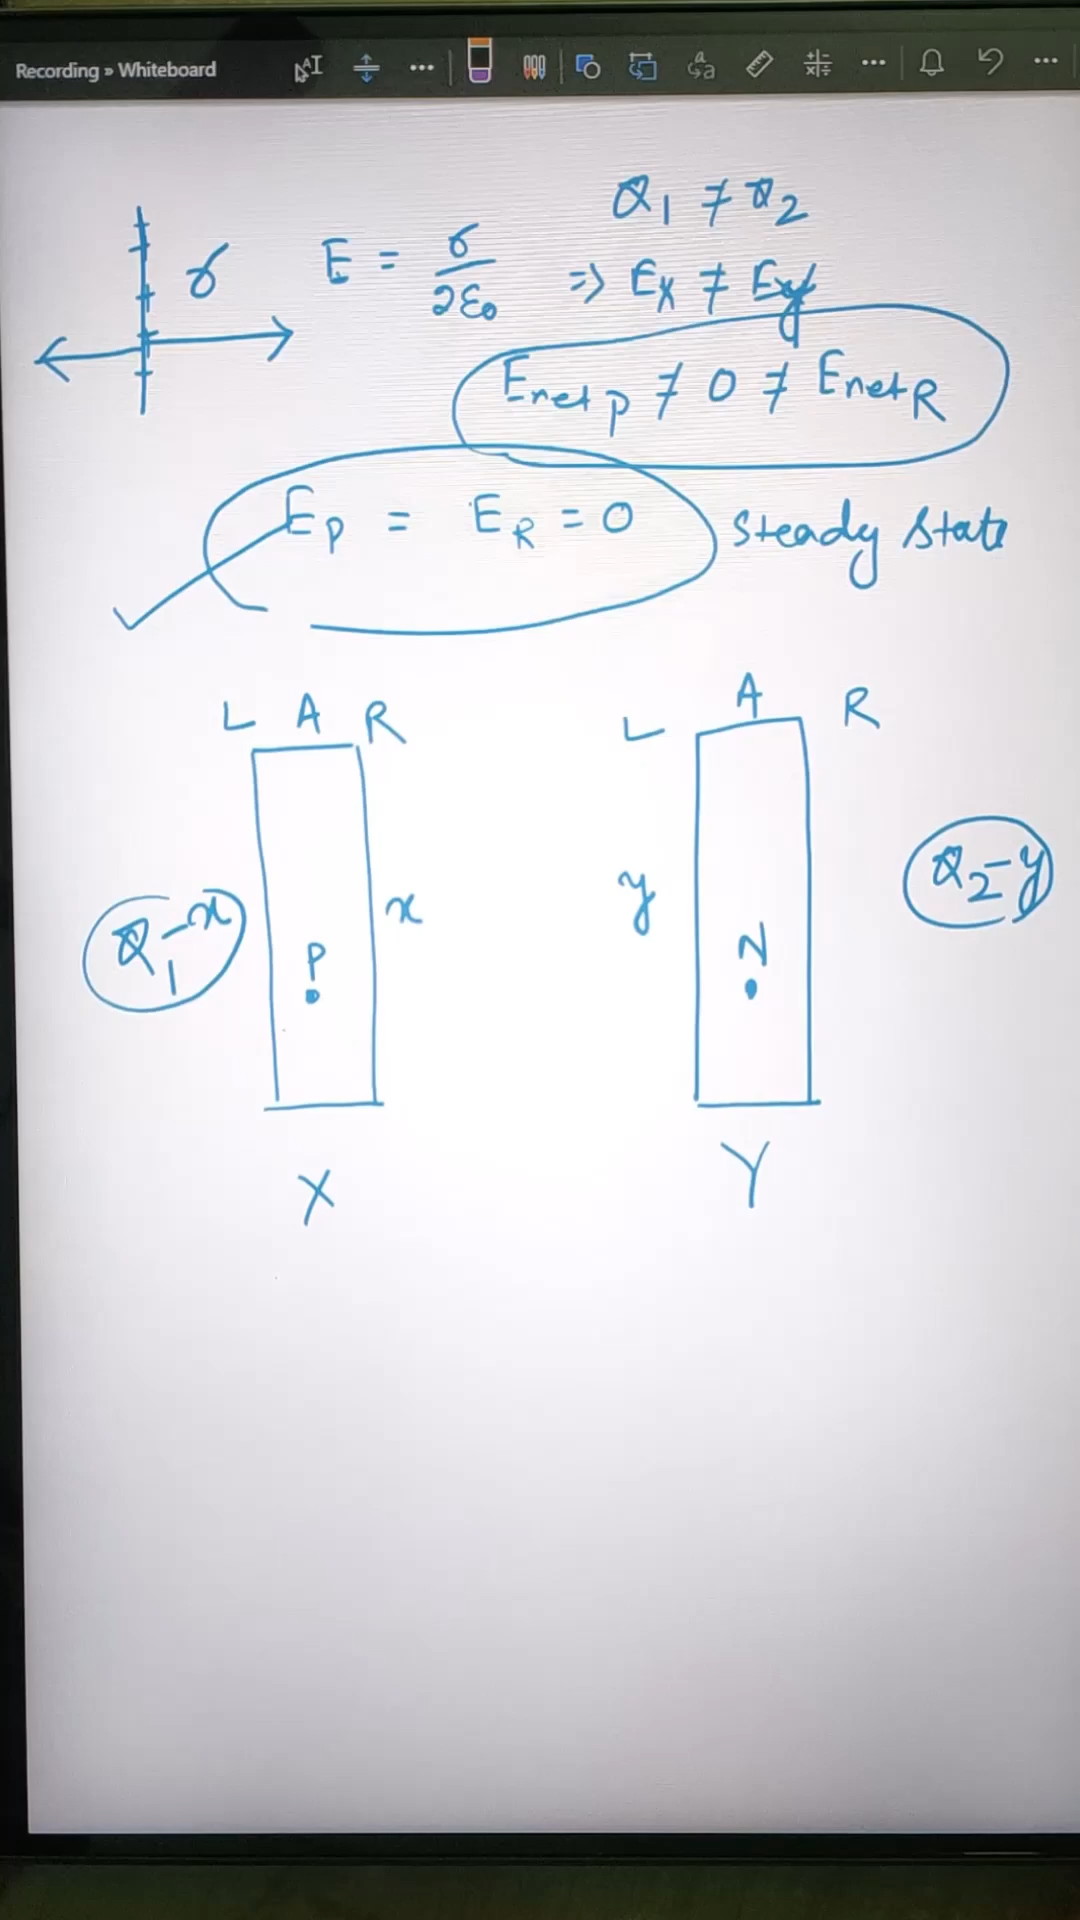 Recording » Whiteboard
Q₁ ≠ Q₂
σ E = σ/2ε₀ ⇒ Eₓ ≠ Eᵧ
E_net P ≠ 0 ≠ E_net R
E_P = E_R = 0 Steady State
L A R L A R
Q₁-x P x y N Q₂-y
X Y